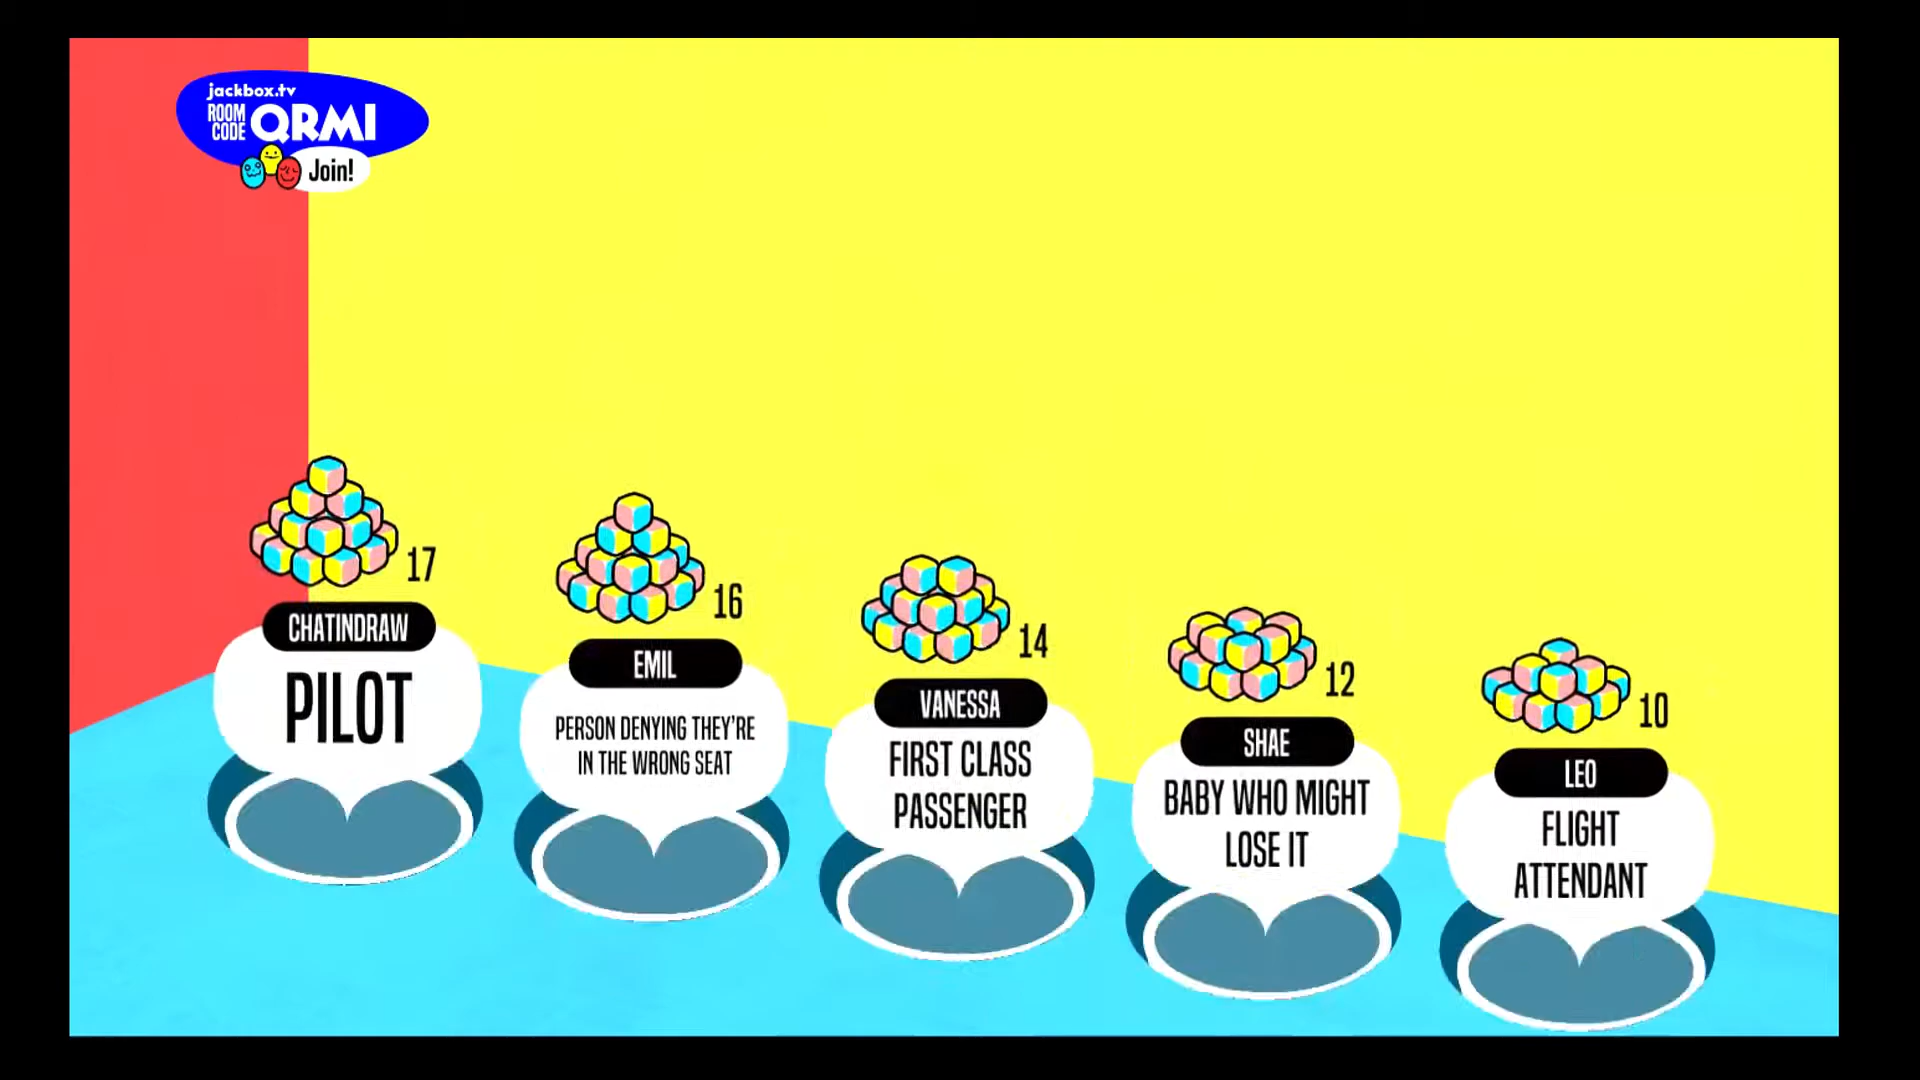 jackbox.tv
ROOM CODE QRMI
Join!
17
CHATINDRAW
PILOT
16
EMIL
PERSON DENYING THEY'RE
IN THE WRONG SEAT
14
VANESSA
FIRST CLASS
PASSENGER
12
SHAE
BABY WHO MIGHT
LOSE IT
10
LEO
FLIGHT
ATTENDANT